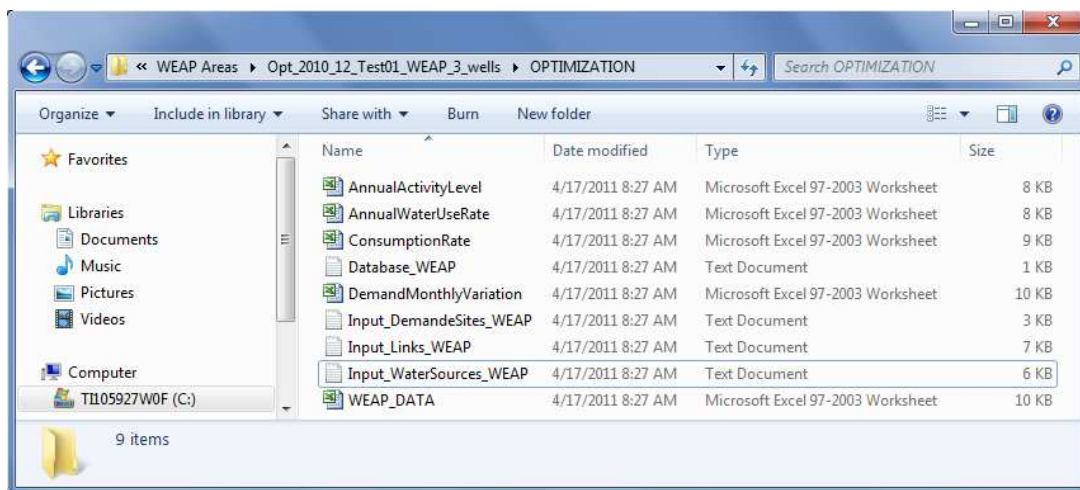 « WEAP Areas ▸ Opt_2010_12_Test01_WEAP_3_wells ▸ OPTIMIZATION Search OPTIMIZATION
Organize Include in library Share with Burn New folder
Favorites
Libraries
Documents
Music
Pictures
Videos
Computer
TI105927W0F (C:)
Name Date modified Type Size
AnnualActivityLevel 4/17/2011 8:27 AM Microsoft Excel 97-2003 Worksheet 8 KB
AnnualWaterUseRate 4/17/2011 8:27 AM Microsoft Excel 97-2003 Worksheet 8 KB
ConsumptionRate 4/17/2011 8:27 AM Microsoft Excel 97-2003 Worksheet 9 KB
Database_WEAP 4/17/2011 8:27 AM Text Document 1 KB
DemandMonthlyVariation 4/17/2011 8:27 AM Microsoft Excel 97-2003 Worksheet 10 KB
Input_DemandeSites_WEAP 4/17/2011 8:27 AM Text Document 3 KB
Input_Links_WEAP 4/17/2011 8:27 AM Text Document 7 KB
Input_WaterSources_WEAP 4/17/2011 8:27 AM Text Document 6 KB
WEAP_DATA 4/17/2011 8:27 AM Microsoft Excel 97-2003 Worksheet 10 KB
9 items